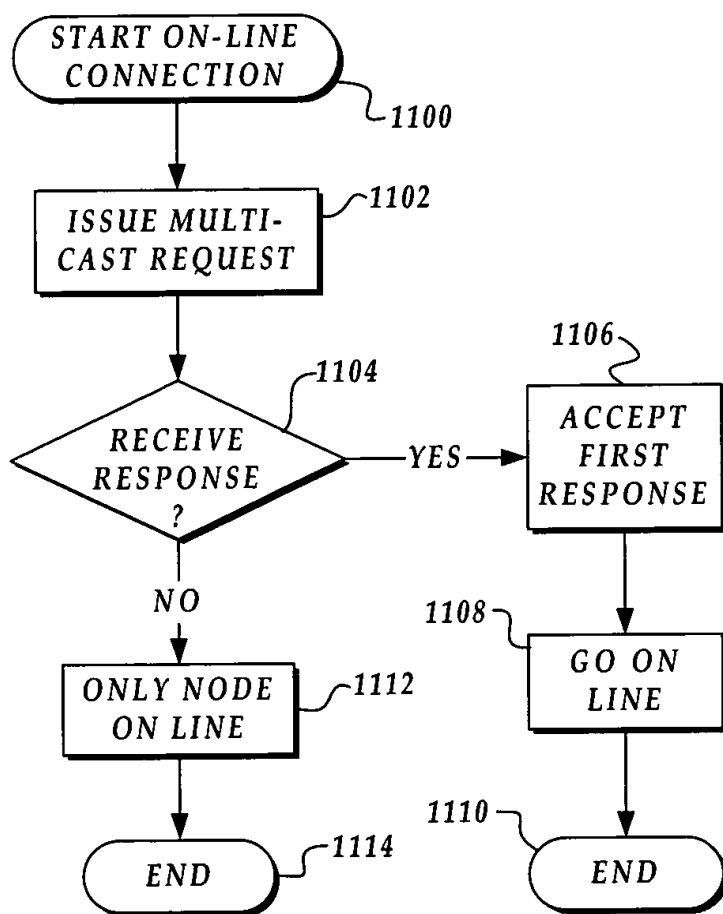 START ON-LINE
CONNECTION
1100
1102
ISSUE MULTI-
CAST REQUEST
1104
RECEIVE
RESPONSE
?
YES
1106
ACCEPT
FIRST
RESPONSE
NO
1108
GO ON
LINE
ONLY NODE
ON LINE
1112
1110
END
1114
END